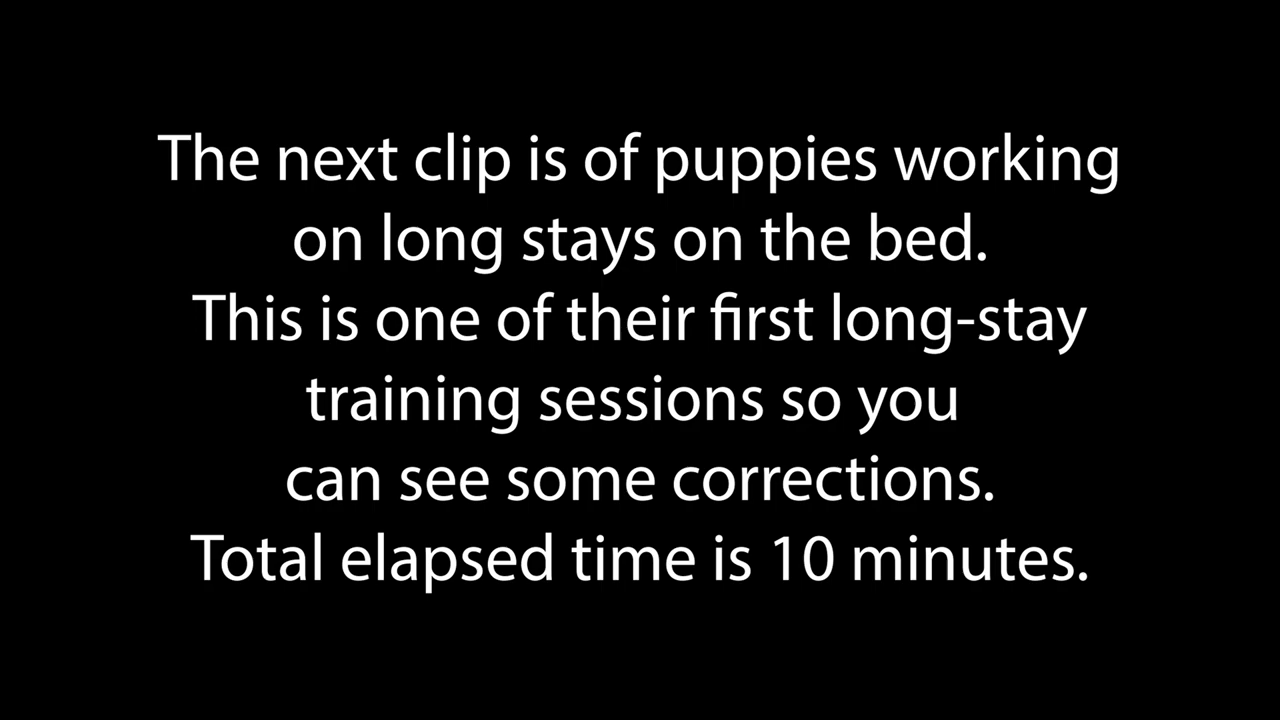 The next clip is of puppies working
on long stays on the bed.
This is one of their first long-stay
training sessions so you
can see some corrections.
Total elapsed time is 10 minutes.